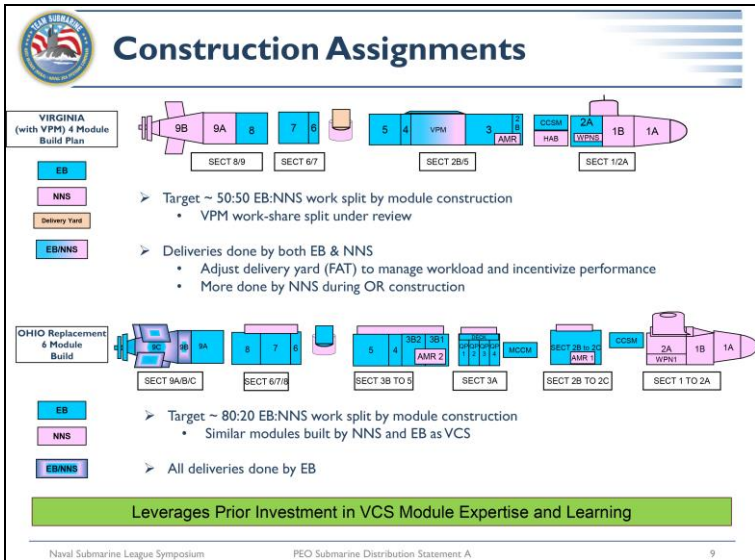 Construction Assignments
VIRGINIA
(with VPM) 4 Module
Build Plan
9B
9A
8
7
6
5
4
VPM
3
2
B
AMR
CCSM
HAB
2A
WPNS
1B
1A
SECT 8/9
SECT 6/7
SECT 2B/5
SECT 1/2A
EB
NNS
Delivery Yard
EB/NNS
➢ Target ~ 50:50 EB:NNS work split by module construction
• VPM work-share split under review
➢ Deliveries done by both EB & NNS
• Adjust delivery yard (FAT) to manage workload and incentivize performance
• More done by NNS during OR construction
OHIO Replacement
6 Module
Build
9C
9B
9A
8
7
6
5
4
3B2
3B1
AMR 2
QP
1
QP
2
QP
3
QP
4
MCCM
SECT 2B to 2C
AMR 1
CCSM
2A
WPN1
1B
1A
SECT 9A/B/C
SECT 6/7/8
SECT 3B TO 5
SECT 3A
SECT 2B TO 2C
SECT 1 TO 2A
EB
NNS
EB/NNS
➢ Target ~ 80:20 EB:NNS work split by module construction
• Similar modules built by NNS and EB as VCS
➢ All deliveries done by EB
Leverages Prior Investment in VCS Module Expertise and Learning
Naval Submarine League Symposium
PEO Submarine Distribution Statement A
9